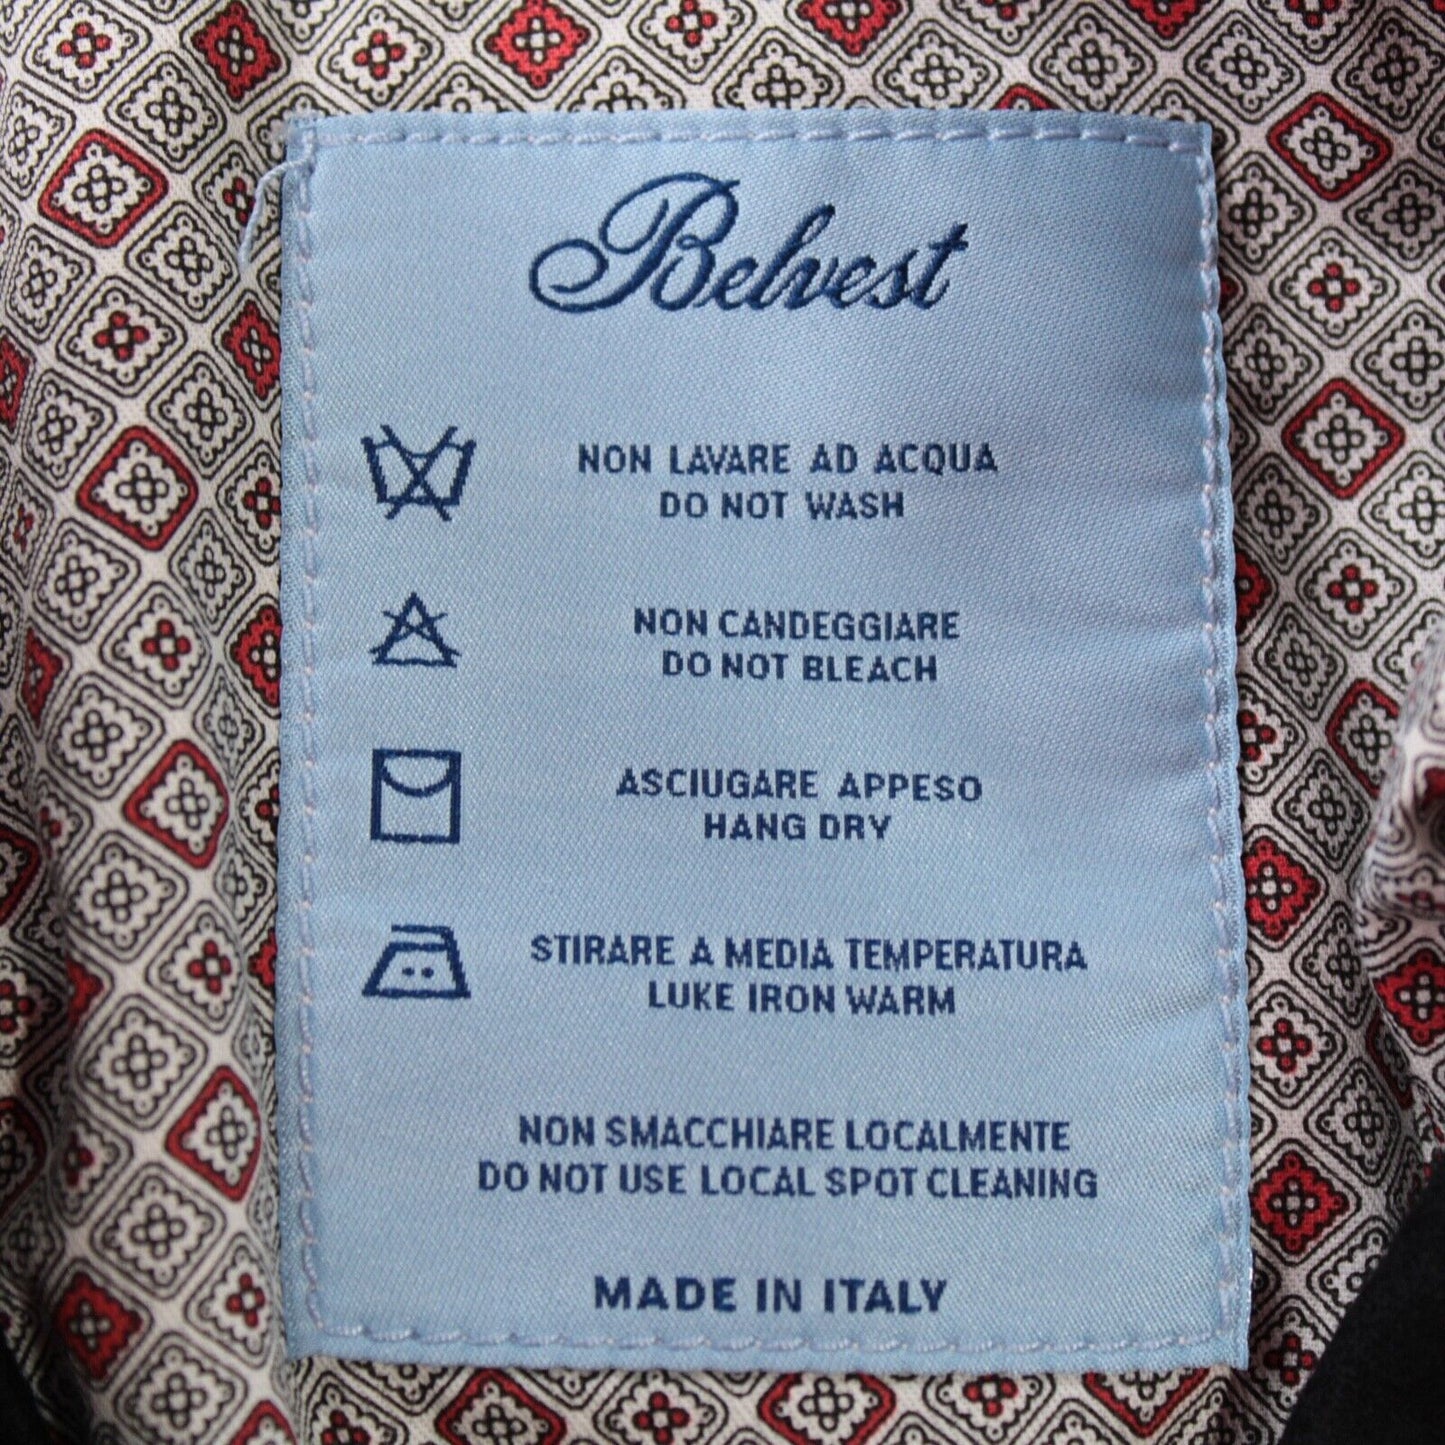 Belvest
NON LAVARE AD ACQUA
DO NOT WASH
NON CANDEGGIARE
DO NOT BLEACH
ASCIUGARE APPESO
HANG DRY
STIRARE A MEDIA TEMPERATURA
LUKE IRON WARM
NON SMACCHIARE LOCALMENTE
DO NOT USE LOCAL SPOT CLEANING
MADE IN ITALY